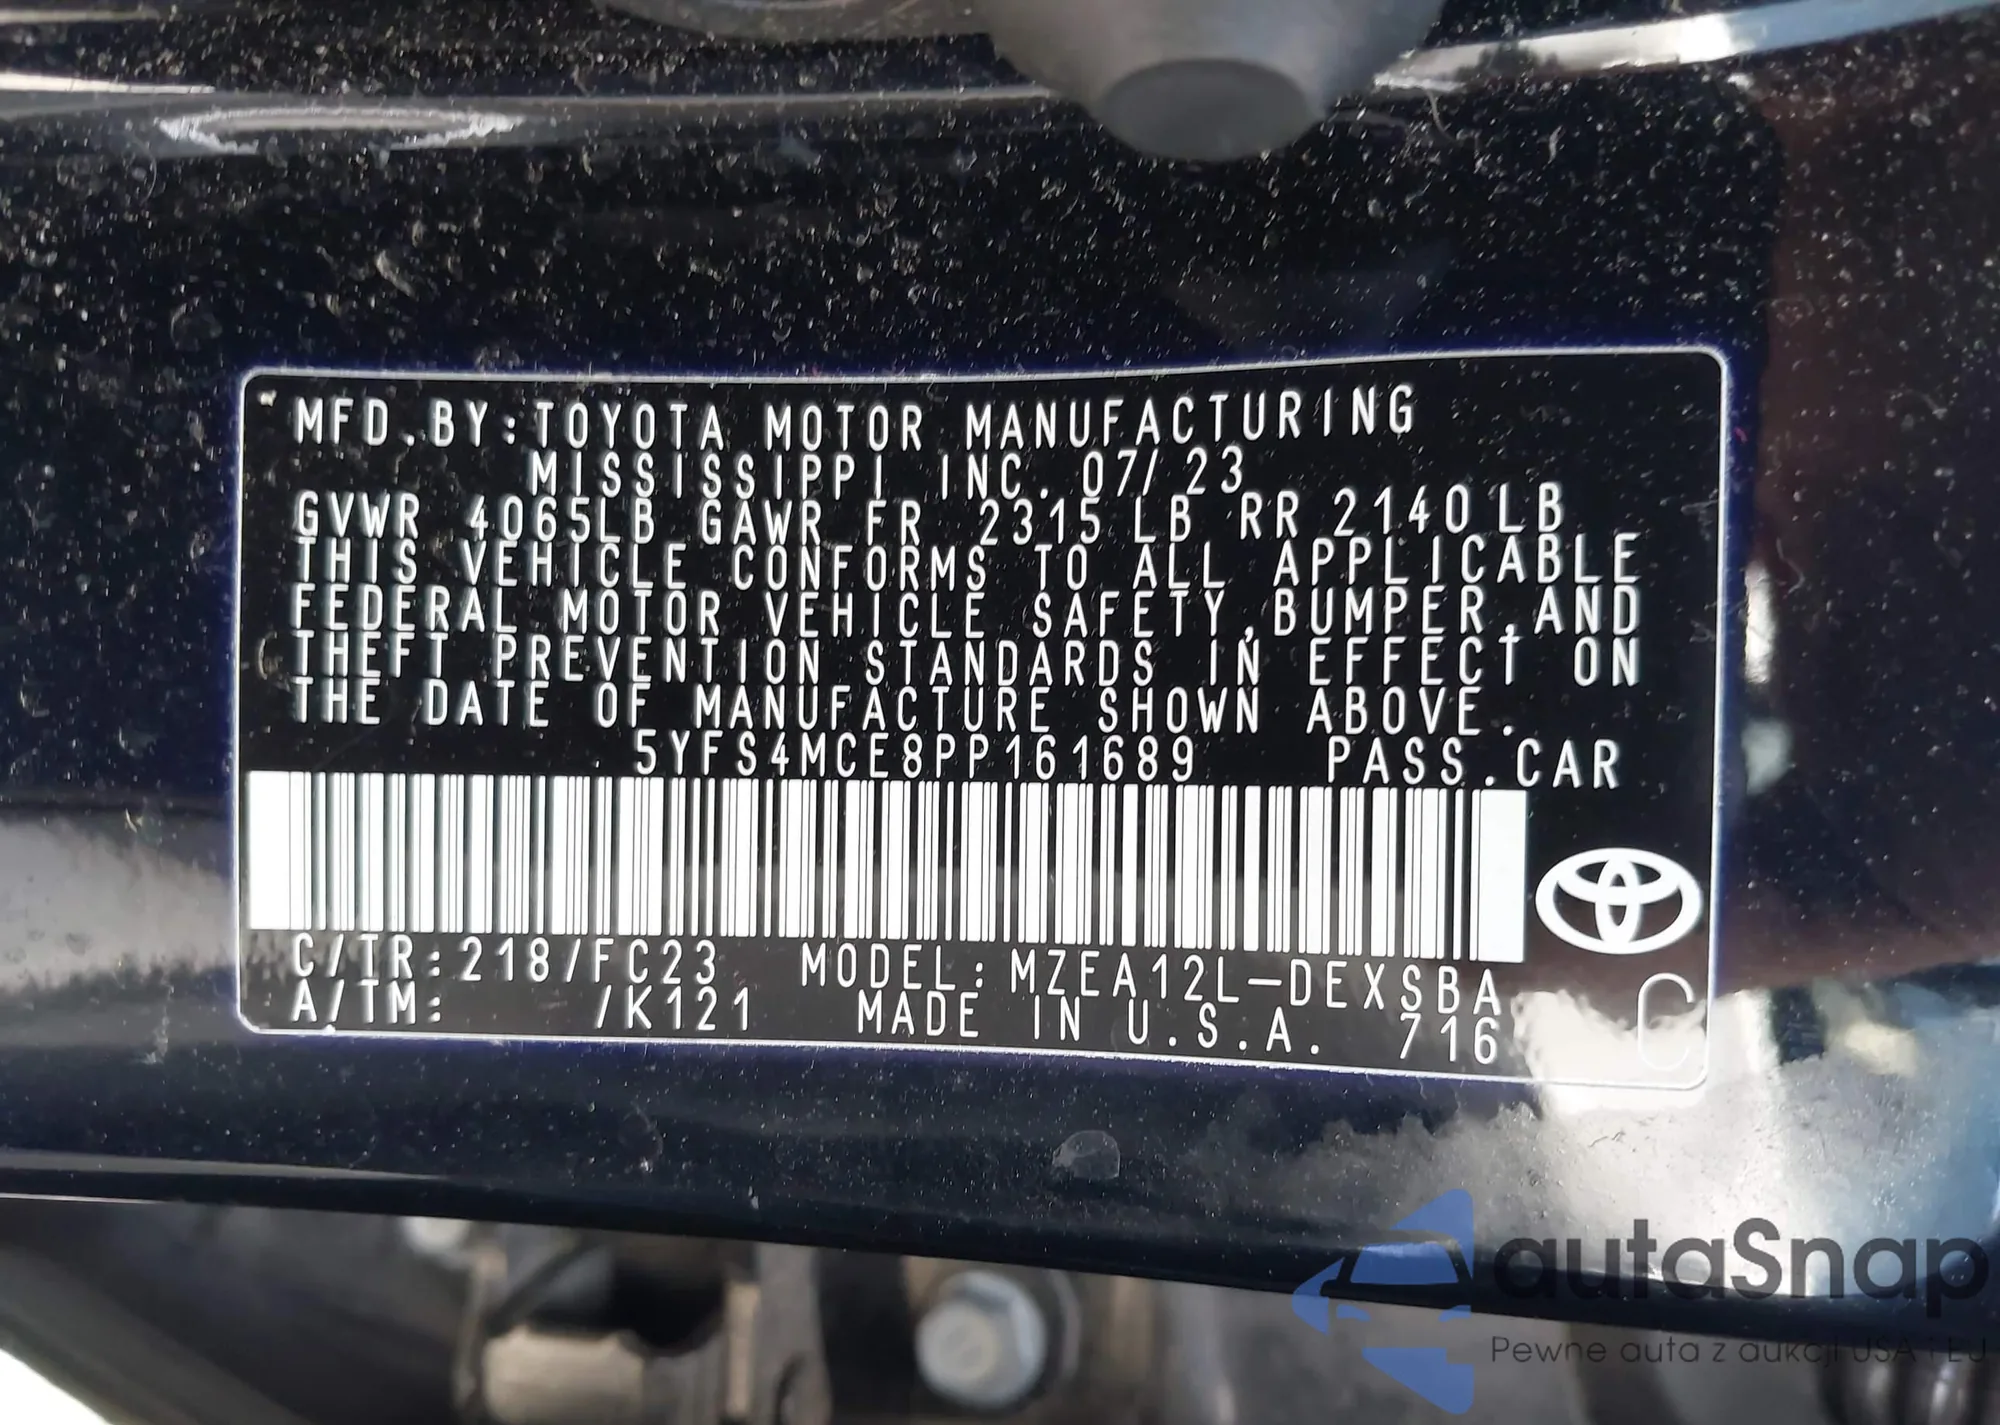 MFD.BY:TOYOTA MOTOR MANUFACTURING
MISSISSIPPI INC. 07/23
GVWR 4065LB GAWR FR 2315LB RR 2140LB
THIS VEHICLE CONFORMS TO ALL APPLICABLE
FEDERAL MOTOR VEHICLE SAFETY,BUMPER,AND
THEFT PREVENTION STANDARDS IN EFFECT ON
THE DATE OF MANUFACTURE SHOWN ABOVE.
5YFS4MCE8PP161689 PASS.CAR
C/TR:218/FC23 MODEL:MZEA12L-DEXSBA
A/TM: /K121 MADE IN U.S.A. 716
C
autaSnap
Pewne auta z aukcji USA i EU